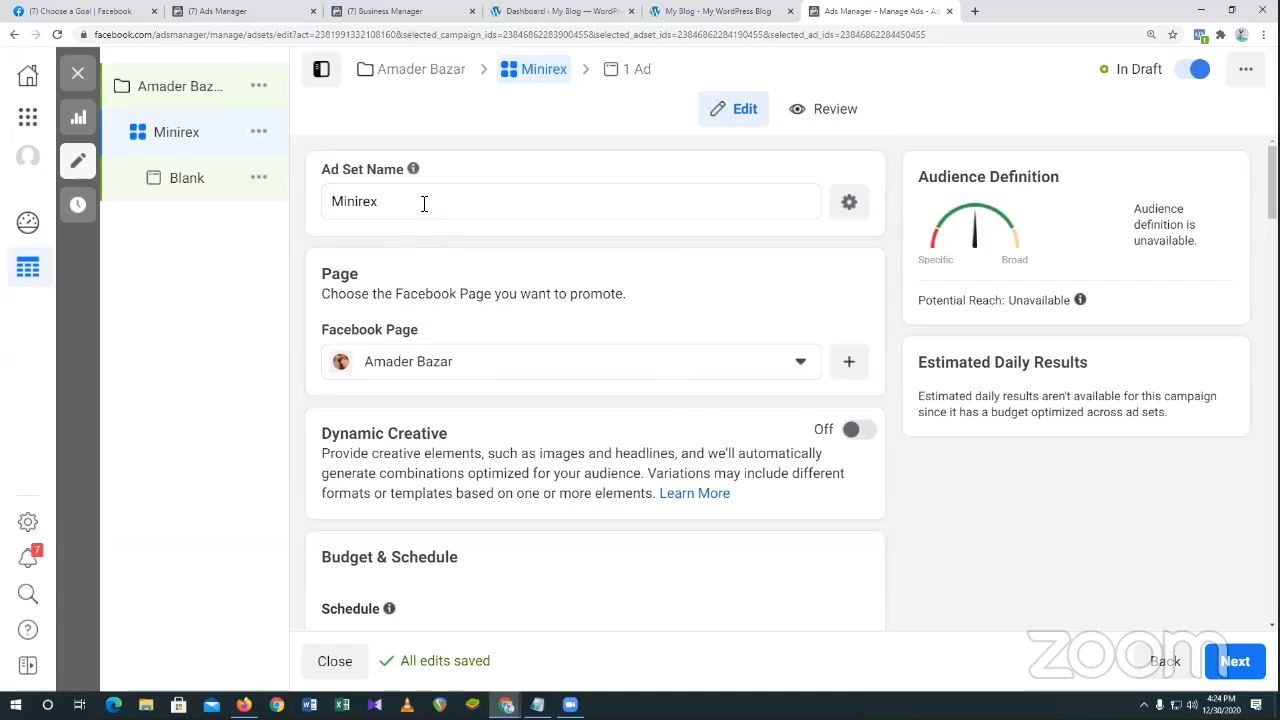 (7) Choose a Goal | Facebook
(7) Ads Manager
(7) Business Manager
Dashboard ‹ My Blog — WordPr
(7) WordPress My Blog — WordPress
Ads Manager - Manage Ads - Ad
facebook.com/adsmanager/manage/adsets/edit?act=2381991332108160&selected_campaign_ids=23846862283900455&selected_adset_ids=23846862284190455&selected_ad_ids=23846862284450455
Amader Baz...
Minirex
Blank
7
Amader Bazar
Minirex
1 Ad
In Draft
Edit
Review
Ad Set Name
Minirex
Page
Choose the Facebook Page you want to promote.
Facebook Page
Amader Bazar
Dynamic Creative
Off
Provide creative elements, such as images and headlines, and we'll automatically
generate combinations optimized for your audience. Variations may include different
formats or templates based on one or more elements. Learn More
Budget & Schedule
Schedule
Audience Definition
Specific
Broad
Audience
definition is
unavailable.
Potential Reach: Unavailable
Estimated Daily Results
Estimated daily results aren't available for this campaign
since it has a budget optimized across ad sets.
Close
All edits saved
Back
Next
zoom
4:24 PM
12/30/2020